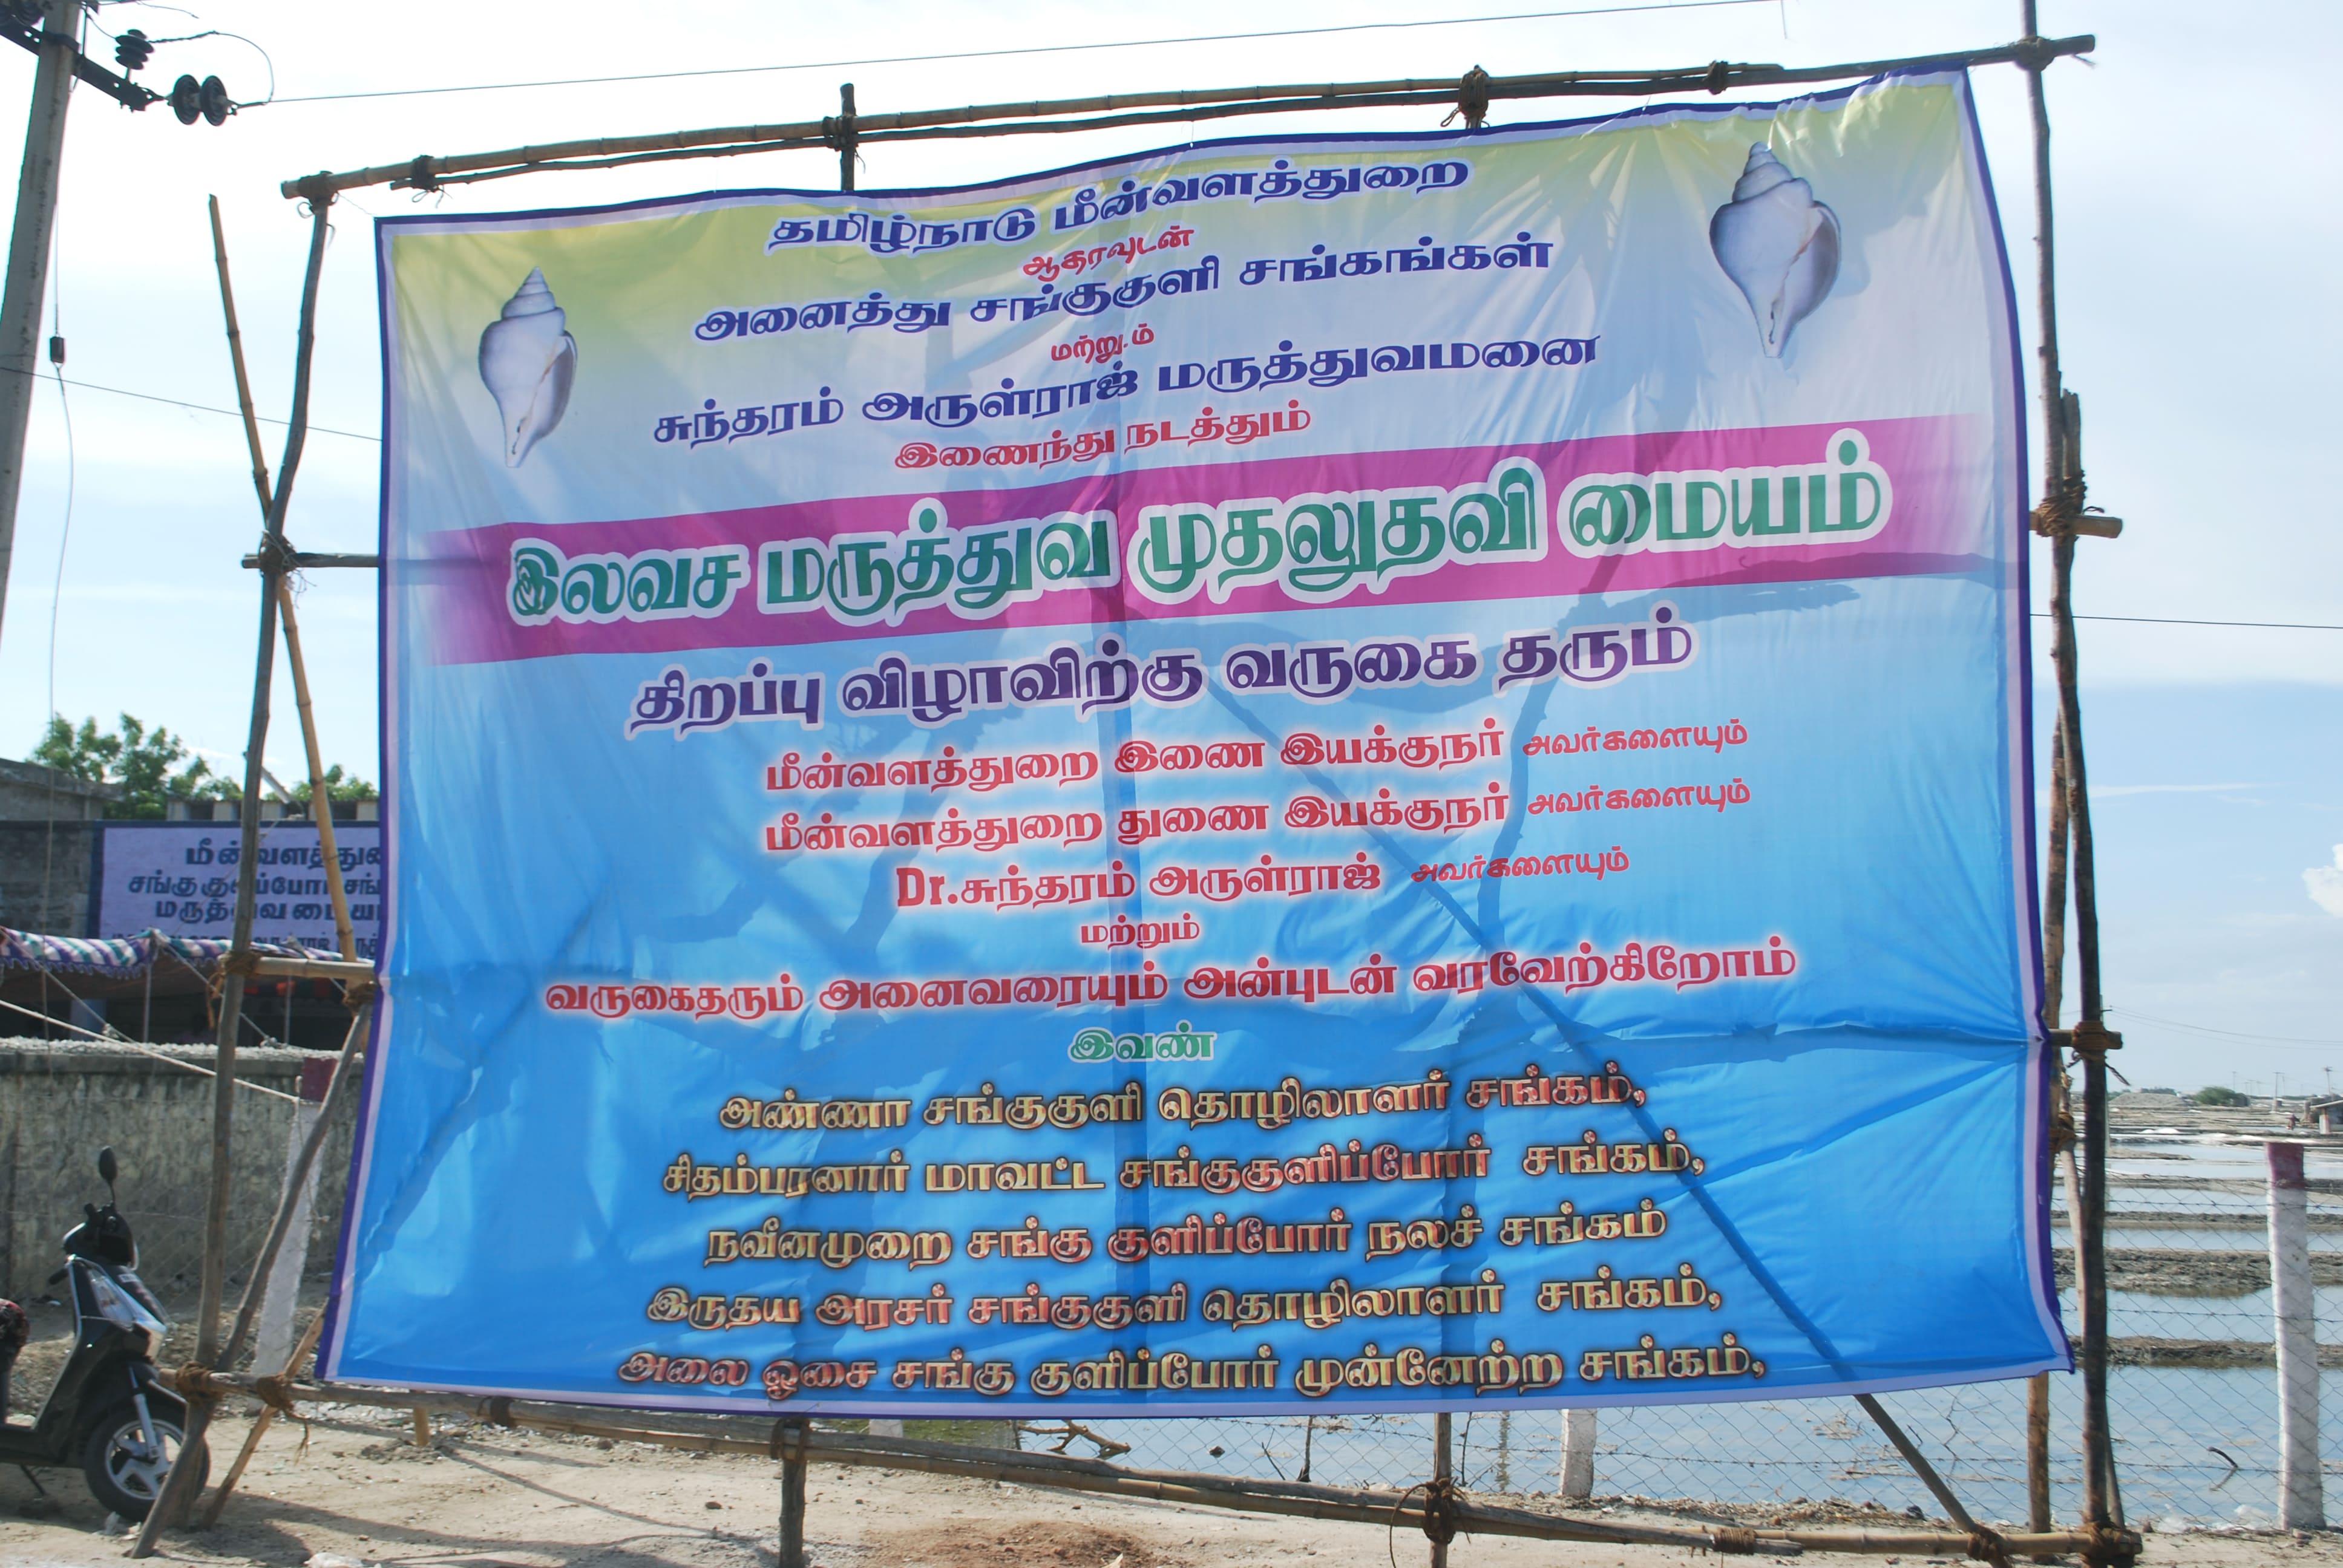 தமிழ்நாடு மீன்வளத்துறை
ஆதரவுடன்
அனைத்து சங்குகுளி சங்கங்கள்
மற்றும்
சுந்தரம் அருள்ராஜ் மருத்துவமனை
இணைந்து நடத்தும்
இலவச மருத்துவ முதலுதவி மையம்
திறப்பு விழாவிற்கு வருகை தரும்
மீன்வளத்துறை இணை இயக்குநர் அவர்களையும்
மீன்வளத்துறை துணை இயக்குநர் அவர்களையும்
Dr.சுந்தரம் அருள்ராஜ் அவர்களையும்
மற்றும்
வருகைதரும் அனைவரையும் அன்புடன் வரவேற்கிறோம்
இவண்
அண்ணா சங்குகுளி தொழிலாளர் சங்கம்,
சிதம்பரனார் மாவட்ட சங்குகுளிப்போர் சங்கம்,
நவீனமுறை சங்கு குளிப்போர் நலச் சங்கம்
இருதய அரசர் சங்குகுளி தொழிலாளர் சங்கம்,
அலை ஓசை சங்கு குளிப்போர் முன்னேற்ற சங்கம்,